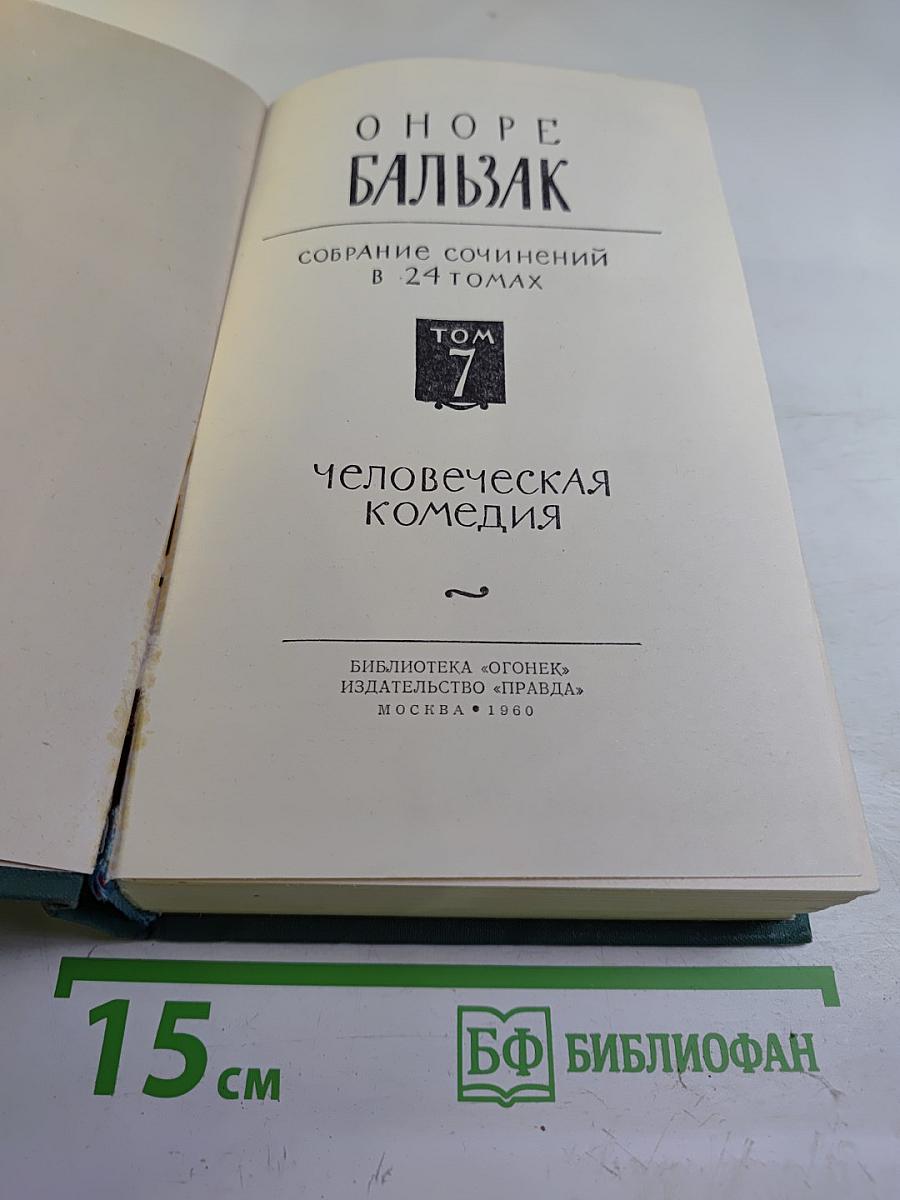 ОНОРЕ
БАЛЬЗАК
СОБРАНИЕ СОЧИНЕНИЙ
В 24 ТОМАХ
ТОМ
7
ЧЕЛОВЕЧЕСКАЯ
КОМЕДИЯ
БИБЛИОТЕКА «ОГОНЕК»
ИЗДАТЕЛЬСТВО «ПРАВДА»
МОСКВА • 1960
15 см
БФ БИБЛИОФАН